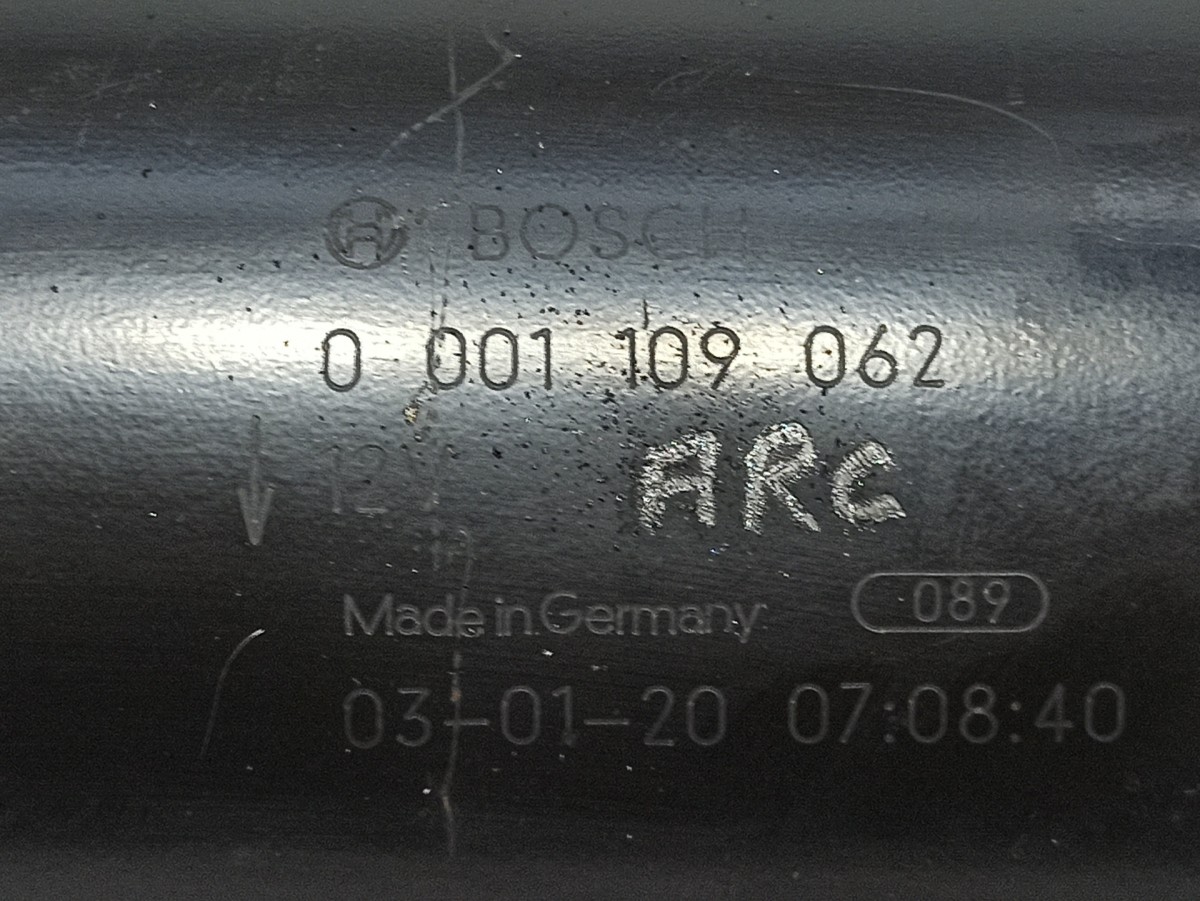 BOSCH
0 001 109 062
12V
ARC
Made in Germany 089
03-01-20 07:08:40